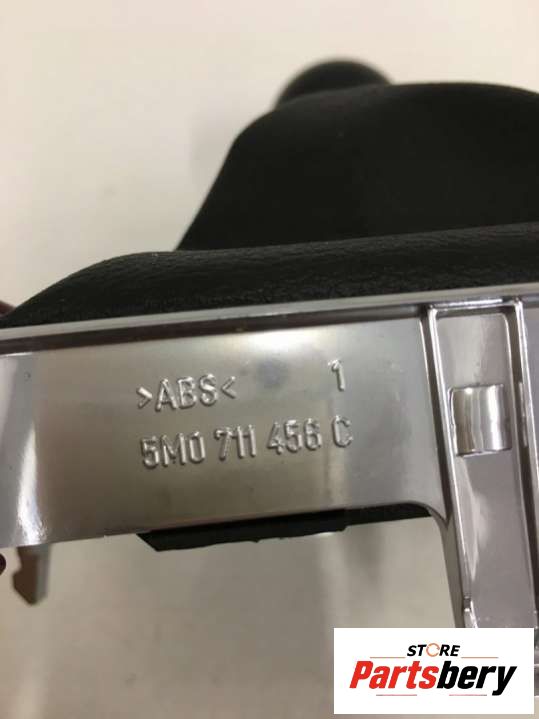 >ABS< 1
5M0 711 456 C
STORE
Partsbery